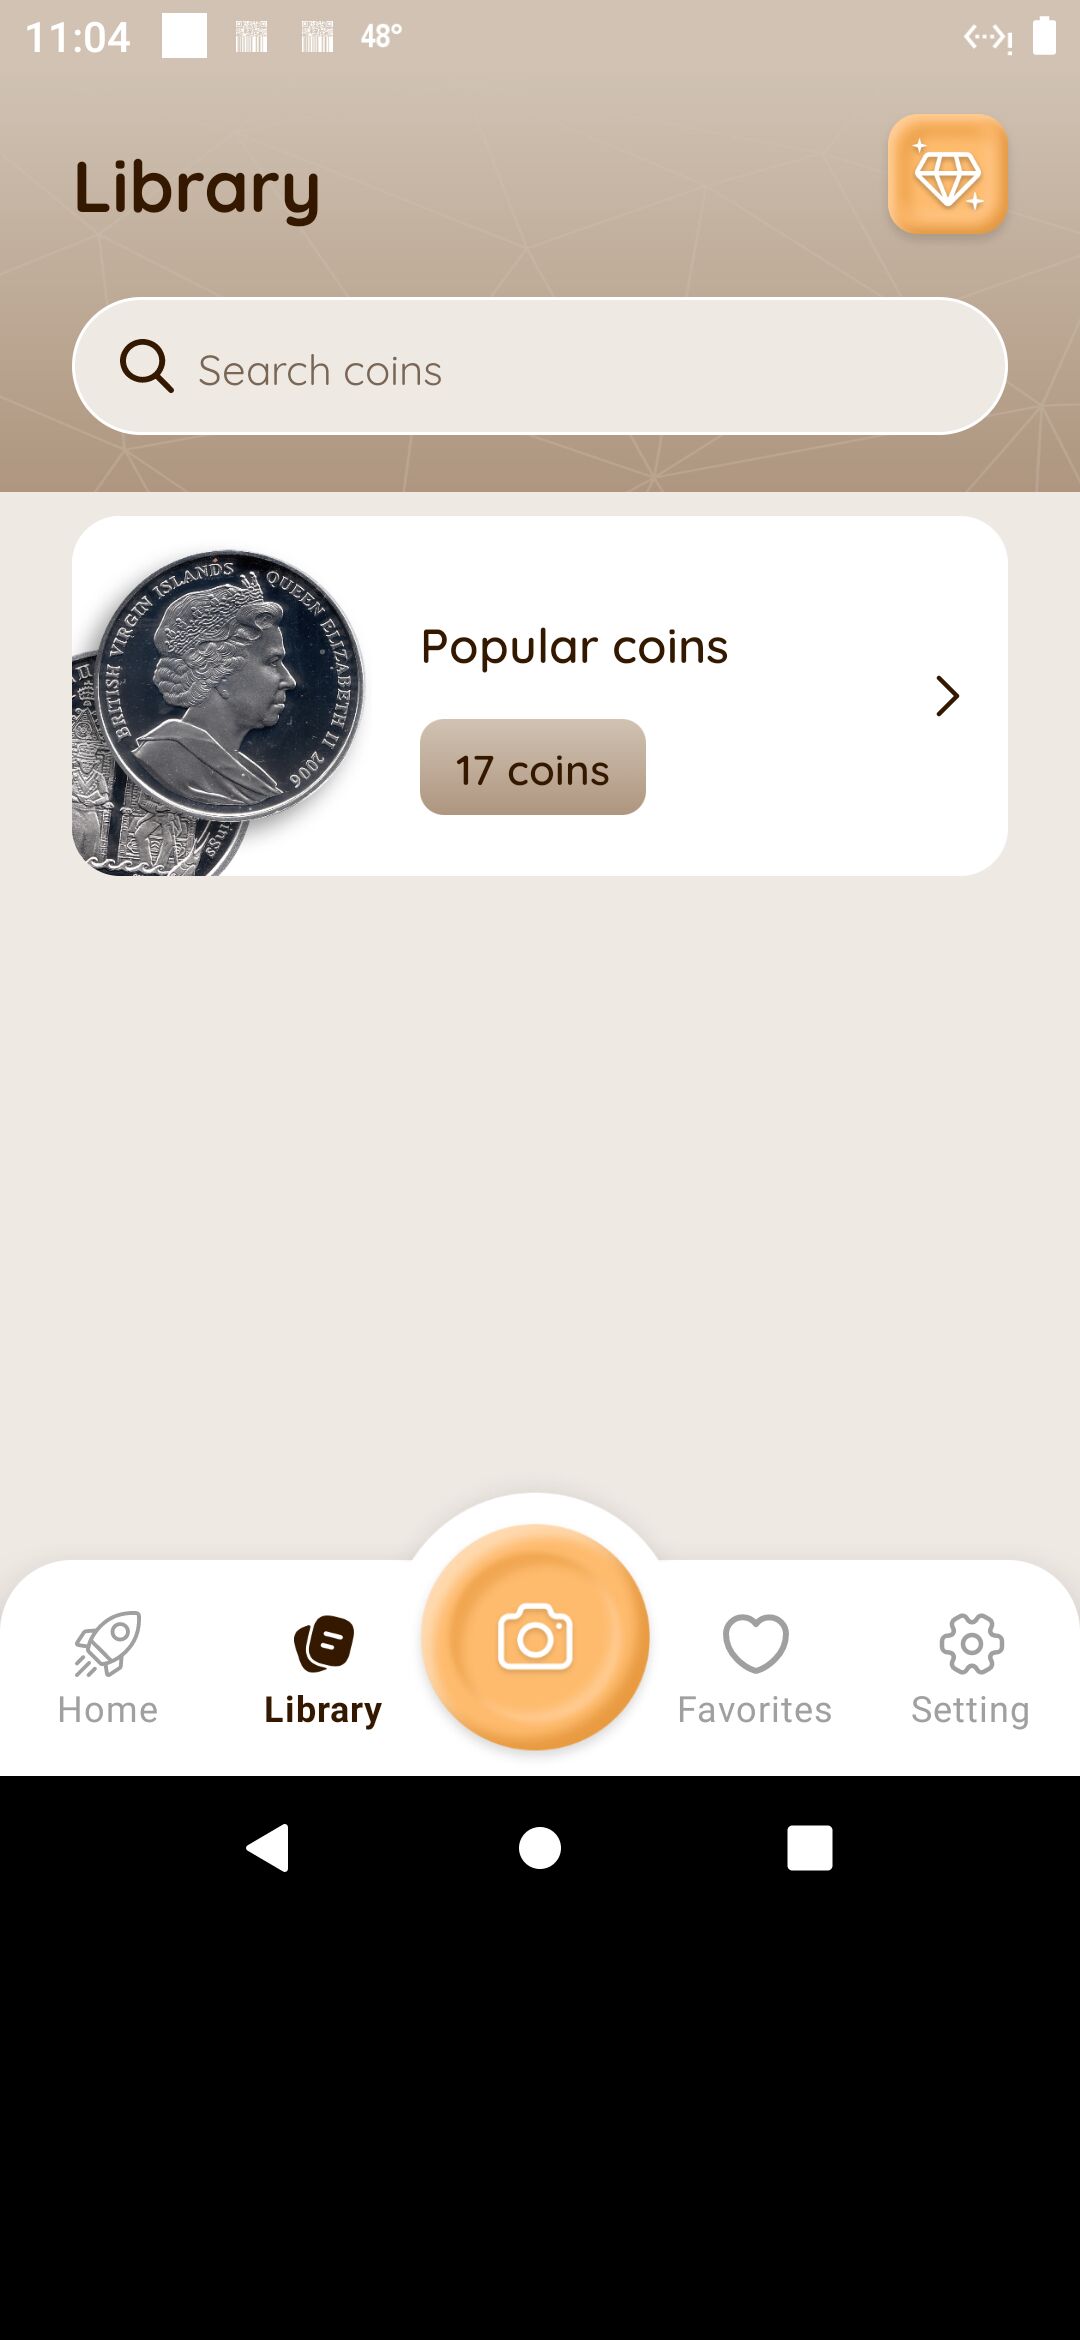 11:04
48°
Library
Search coins
BRITISH VIRGIN ISLANDS QUEEN ELIZABETH II 2006
Popular coins
17 coins
Home
Library
Favorites
Setting